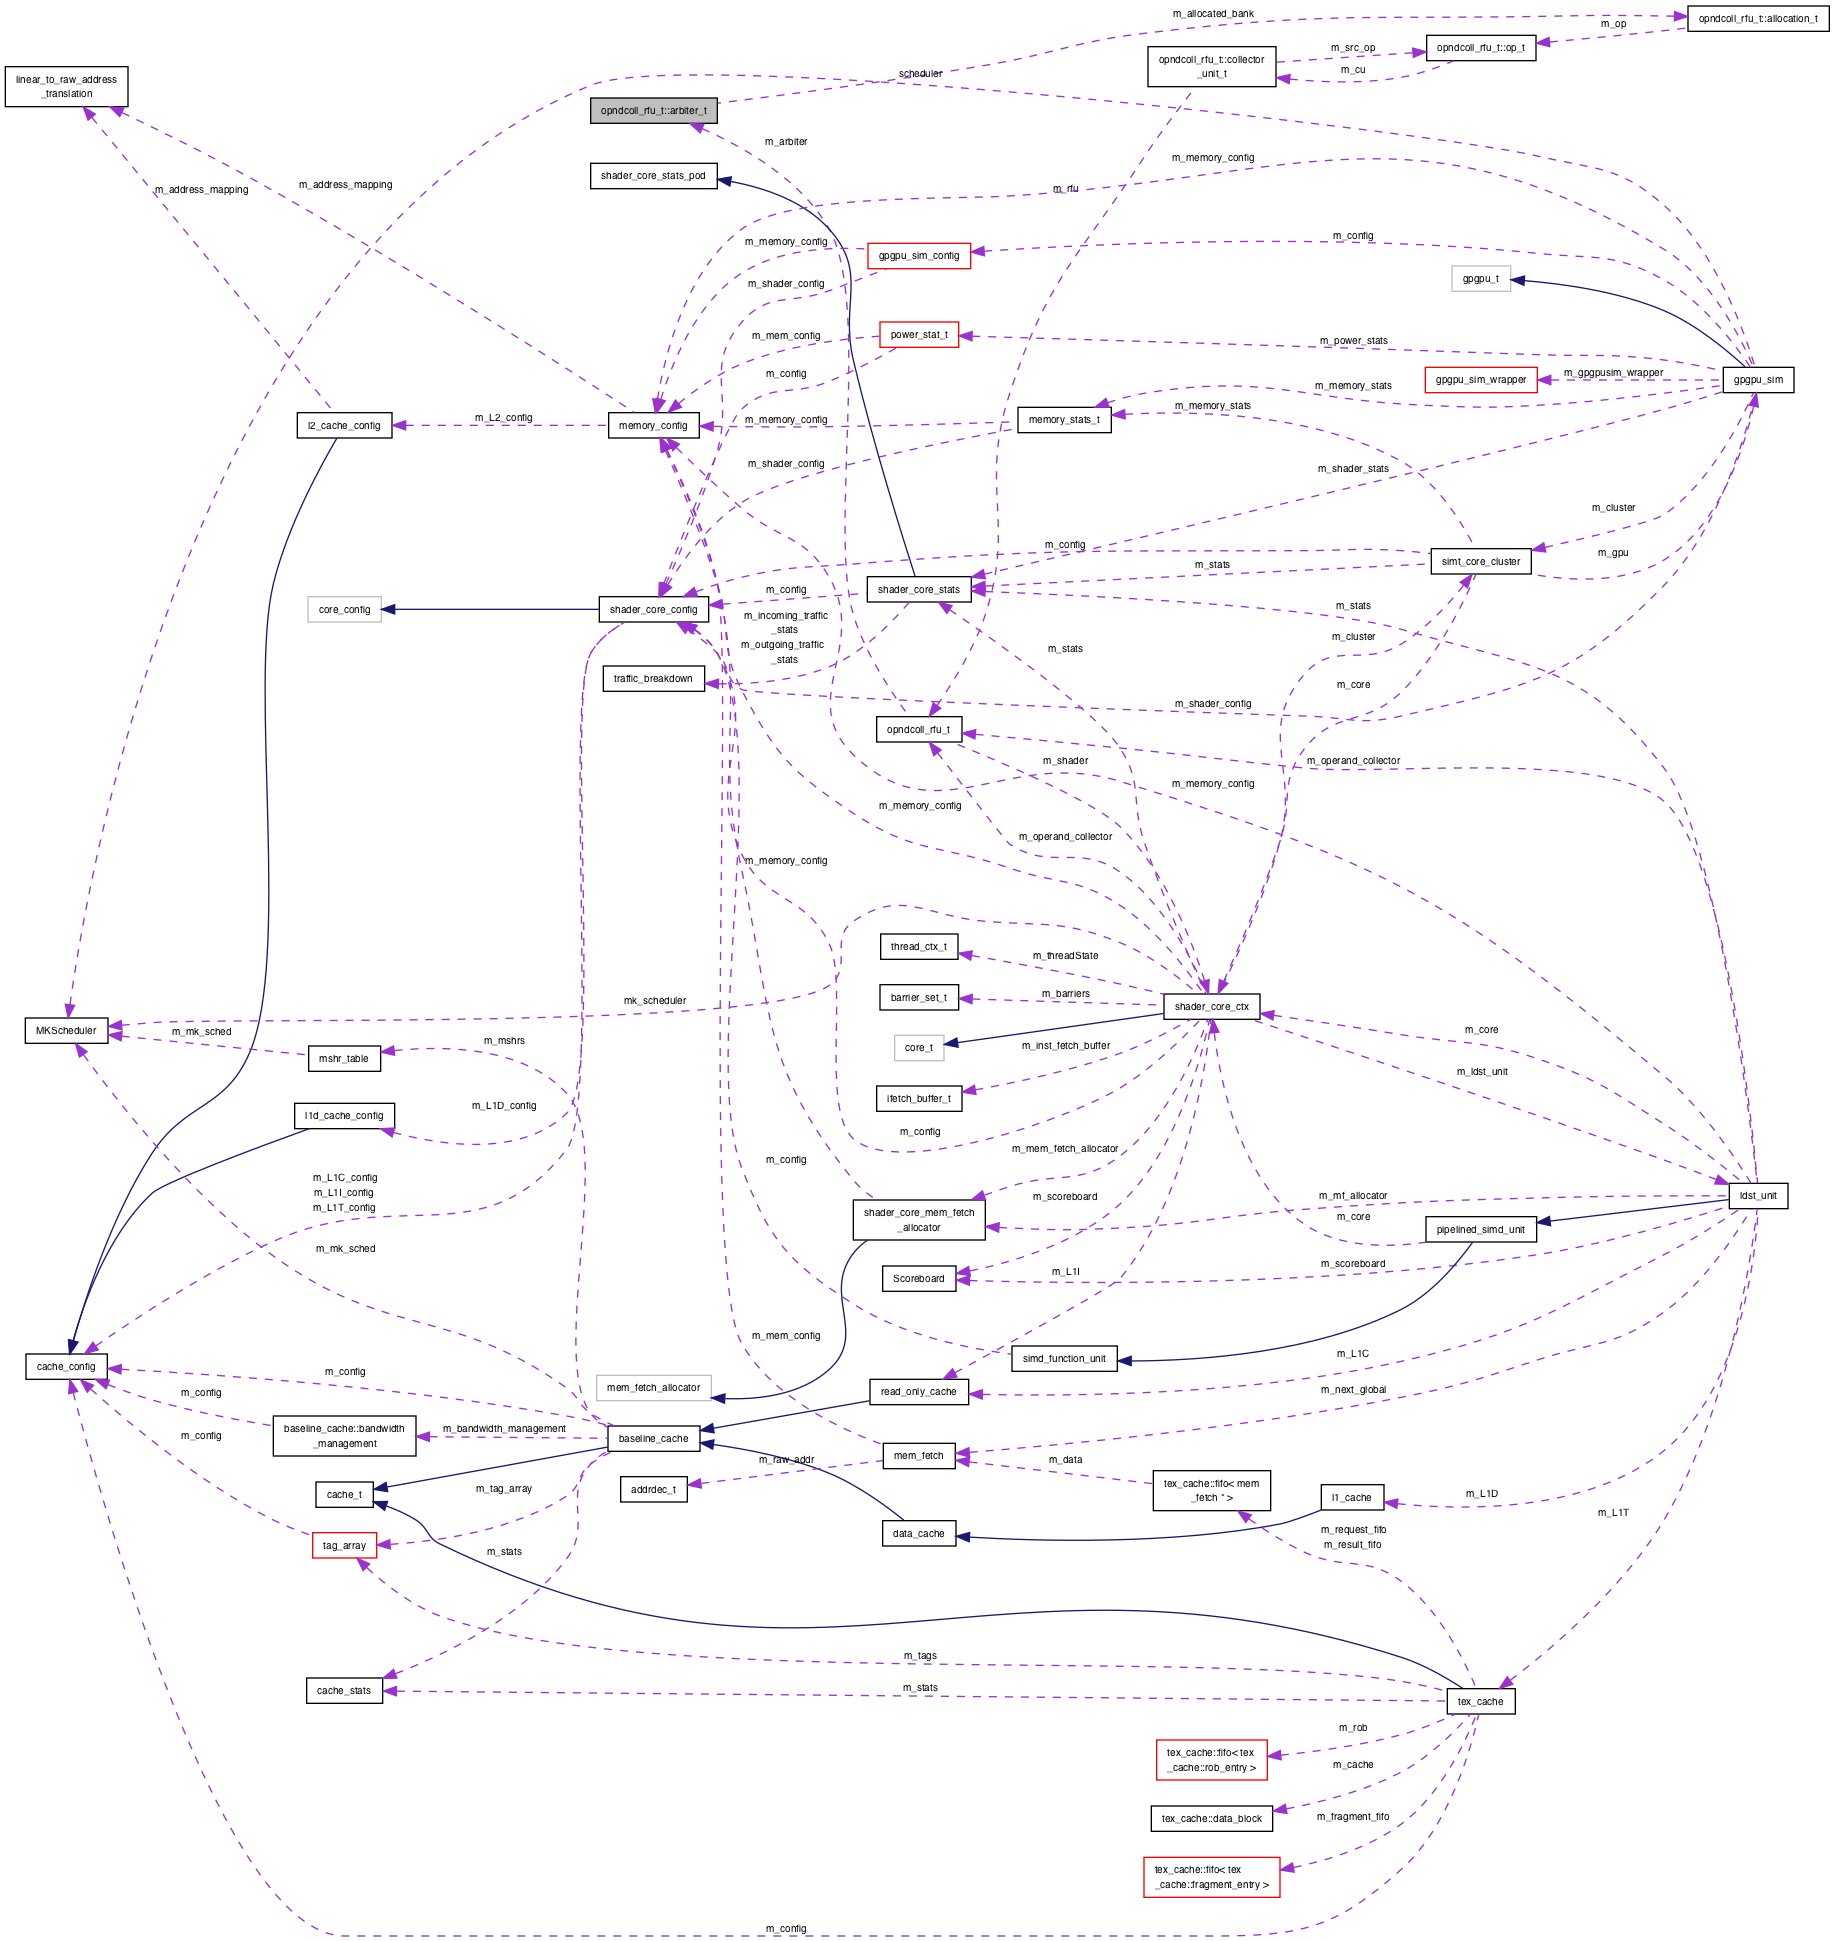 m_allocated_bank
opndcoll_rfu_t::allocation_t
m_op
opndcoll_rfu_t::collector
_unit_t
m_src_op
opndcoll_rfu_t::op_t
m_cu
linear_to_raw_address
_translation
scheduler
opndcoll_rfu_t::arbiter_t
m_arbiter
shader_core_stats_pod
m_memory_config
m_address_mapping
m_address_mapping
m_rfu
m_memory_config
gpgpu_sim_config
m_config
m_shader_config
gpgpu_t
m_mem_config
power_stat_t
m_power_stats
m_config
gpgpu_sim_wrapper
m_gpgpusim_wrapper
gpgpu_sim
m_memory_stats
m_memory_stats
l2_cache_config
m_L2_config
memory_config
m_memory_config
memory_stats_t
m_shader_config
m_shader_stats
m_cluster
m_config
m_gpu
simt_core_cluster
m_stats
m_config
shader_core_stats
core_config
shader_core_config
m_stats
m_incoming_traffic
_stats
m_outgoing_traffic
_stats
m_cluster
m_stats
traffic_breakdown
m_core
m_shader_config
opndcoll_rfu_t
m_shader
m_operand_collector
m_memory_config
m_memory_config
m_operand_collector
m_memory_config
thread_ctx_t
m_threadState
barrier_set_t
m_barriers
mk_scheduler
shader_core_ctx
MKScheduler
m_mk_sched
m_mshrs
mshr_table
core_t
m_inst_fetch_buffer
m_core
m_ldst_unit
ifetch_buffer_t
l1d_cache_config
m_L1D_config
m_config
m_mem_fetch_allocator
m_config
m_L1C_config
m_L1I_config
m_L1T_config
m_scoreboard
shader_core_mem_fetch
_allocator
m_mf_allocator
ldst_unit
m_core
pipelined_simd_unit
m_mk_sched
Scoreboard
m_L1I
m_scoreboard
m_mem_config
simd_function_unit
m_L1C
cache_config
m_config
mem_fetch_allocator
read_only_cache
m_next_global
m_config
baseline_cache::bandwidth
_management
m_bandwidth_management
baseline_cache
m_config
mem_fetch
m_raw_addr
m_data
addrdec_t
cache_t
m_tag_array
tex_cache::fifo< mem
_fetch * >
l1_cache
m_L1D
m_L1T
data_cache
m_request_fifo
m_result_fifo
tag_array
m_stats
m_tags
cache_stats
m_stats
tex_cache
m_rob
tex_cache::fifo< tex
_cache::rob_entry >
m_cache
tex_cache::data_block
m_fragment_fifo
tex_cache::fifo< tex
_cache::fragment_entry >
m_config